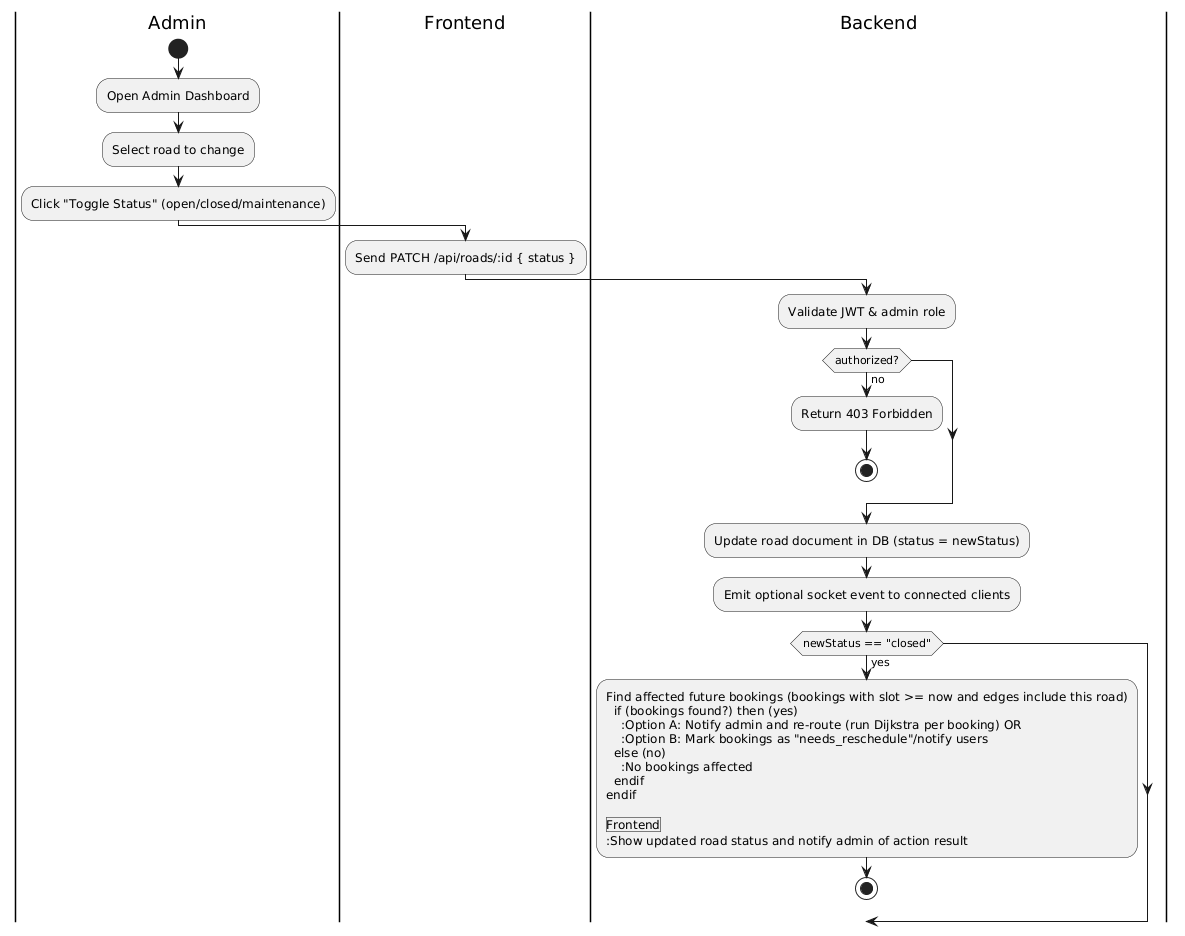 Admin
Frontend
Backend
Open Admin Dashboard
Select road to change
Click "Toggle Status" (open/closed/maintenance)
Send PATCH /api/roads/:id { status }
Validate JWT & admin role
authorized?
no
Return 403 Forbidden
Update road document in DB (status = newStatus)
Emit optional socket event to connected clients
newStatus == "closed"
yes
Find affected future bookings (bookings with slot >= now and edges include this road)
if (bookings found?) then (yes)
:Option A: Notify admin and re-route (run Dijkstra per booking) OR
:Option B: Mark bookings as "needs_reschedule"/notify users
else (no)
:No bookings affected
endif
endif
Frontend
:Show updated road status and notify admin of action result